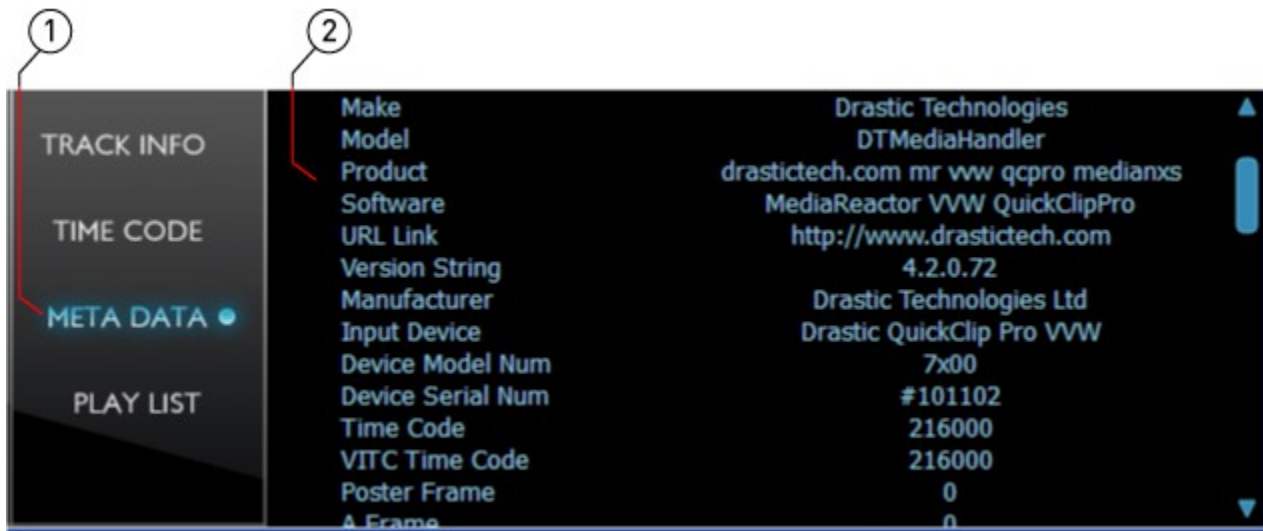 1
2
TRACK INFO
TIME CODE
META DATA
PLAY LIST
Make Drastic Technologies
Model DTMediaHandler
Product drastictech.com mr vvw qcpro medianxs
Software MediaReactor VVW QuickClipPro
URL Link http://www.drastictech.com
Version String 4.2.0.72
Manufacturer Drastic Technologies Ltd
Input Device Drastic QuickClip Pro VVW
Device Model Num 7x00
Device Serial Num #101102
Time Code 216000
VITC Time Code 216000
Poster Frame 0
A Frame 0